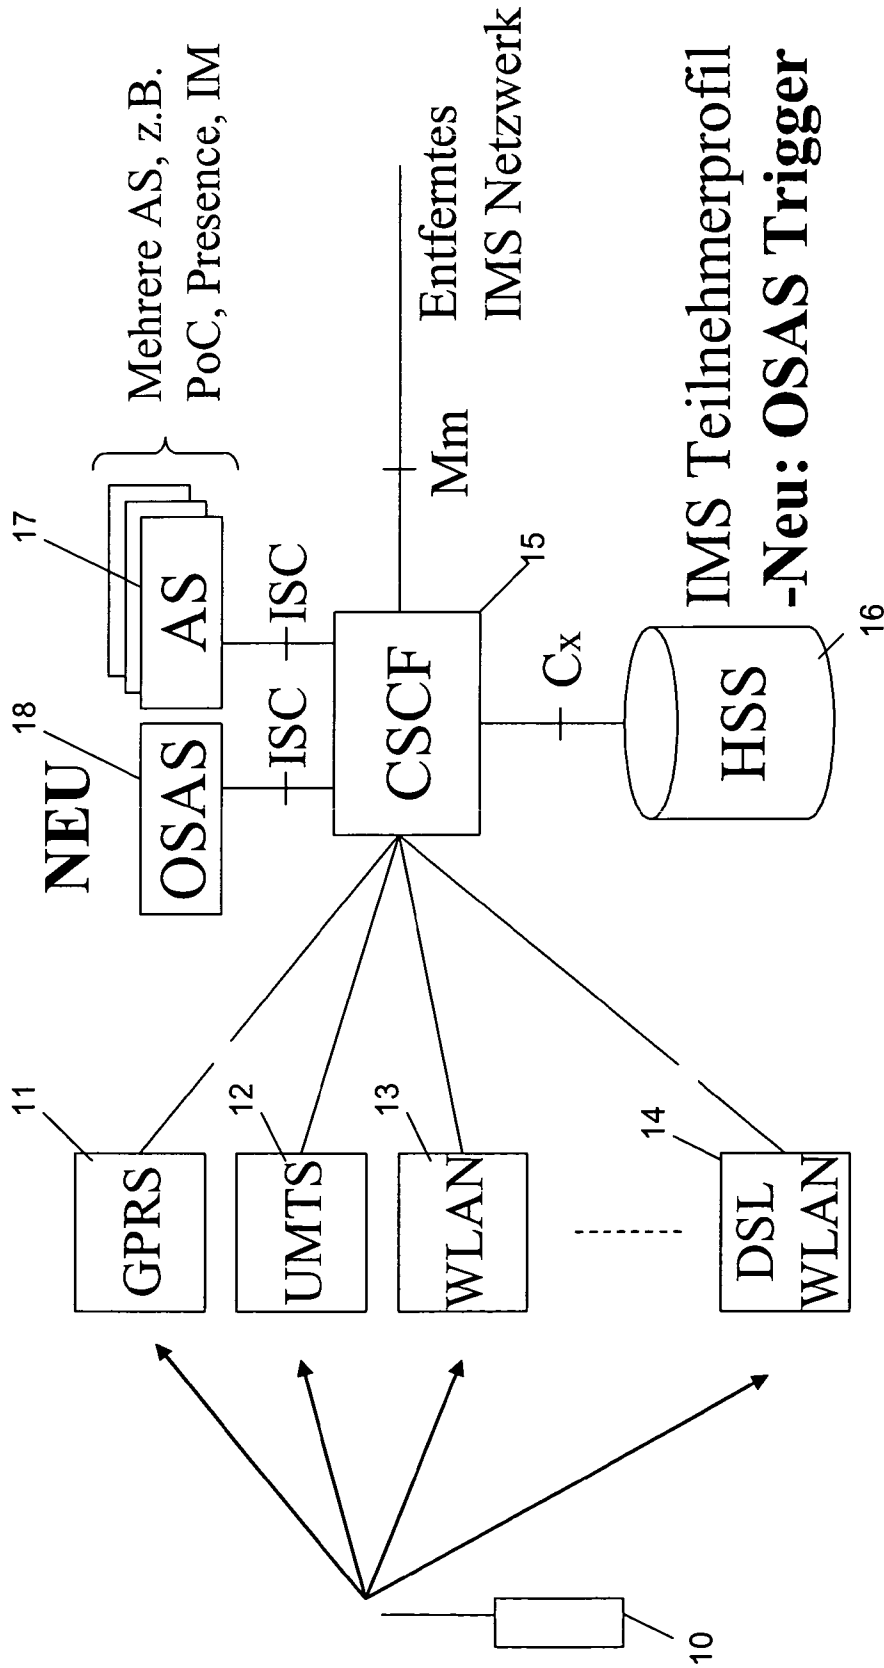 10
11
GPRS
12
UMTS
13
WLAN
14
DSL
WLAN
NEU
18
OSAS
17
AS
Mehrere AS, z.B.
PoC, Presence, IM
ISC
ISC
CSCF
15
Mm
Entferntes
IMS Netzwerk
Cx
HSS
16
IMS Teilnehmerprofil
-Neu: OSAS Trigger